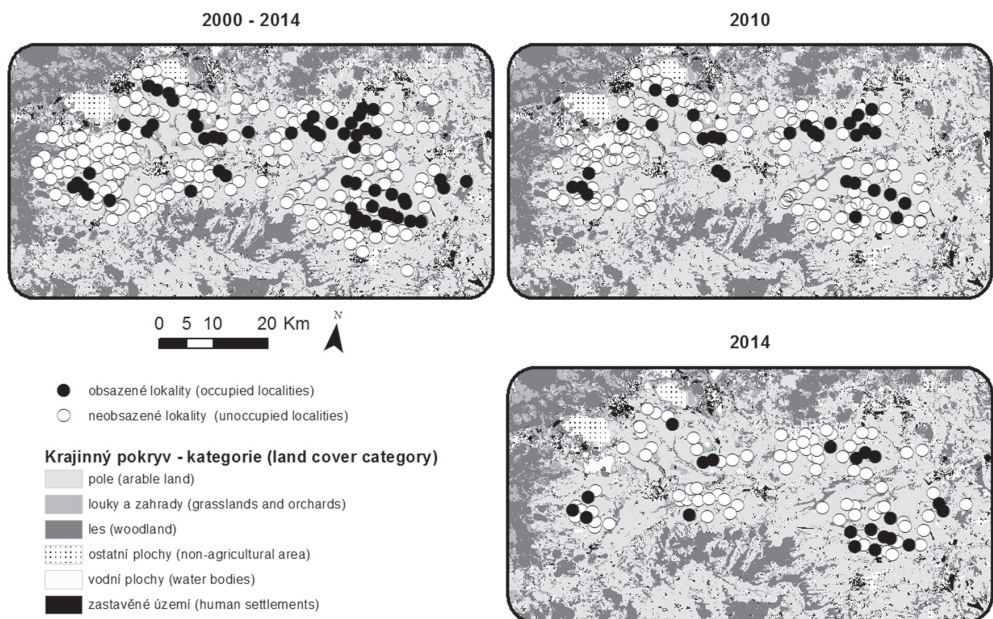 2000 - 2014
2010
0 5 10 20 Km
N
2014
obsazené lokality (occupied localities)
neobsazené lokality (unoccupied localities)
Krajinný pokryv - kategorie (land cover category)
pole (arable land)
louky a zahrady (grasslands and orchards)
les (woodland)
ostatní plochy (non-agricultural area)
vodní plochy (water bodies)
zastavěné území (human settlements)